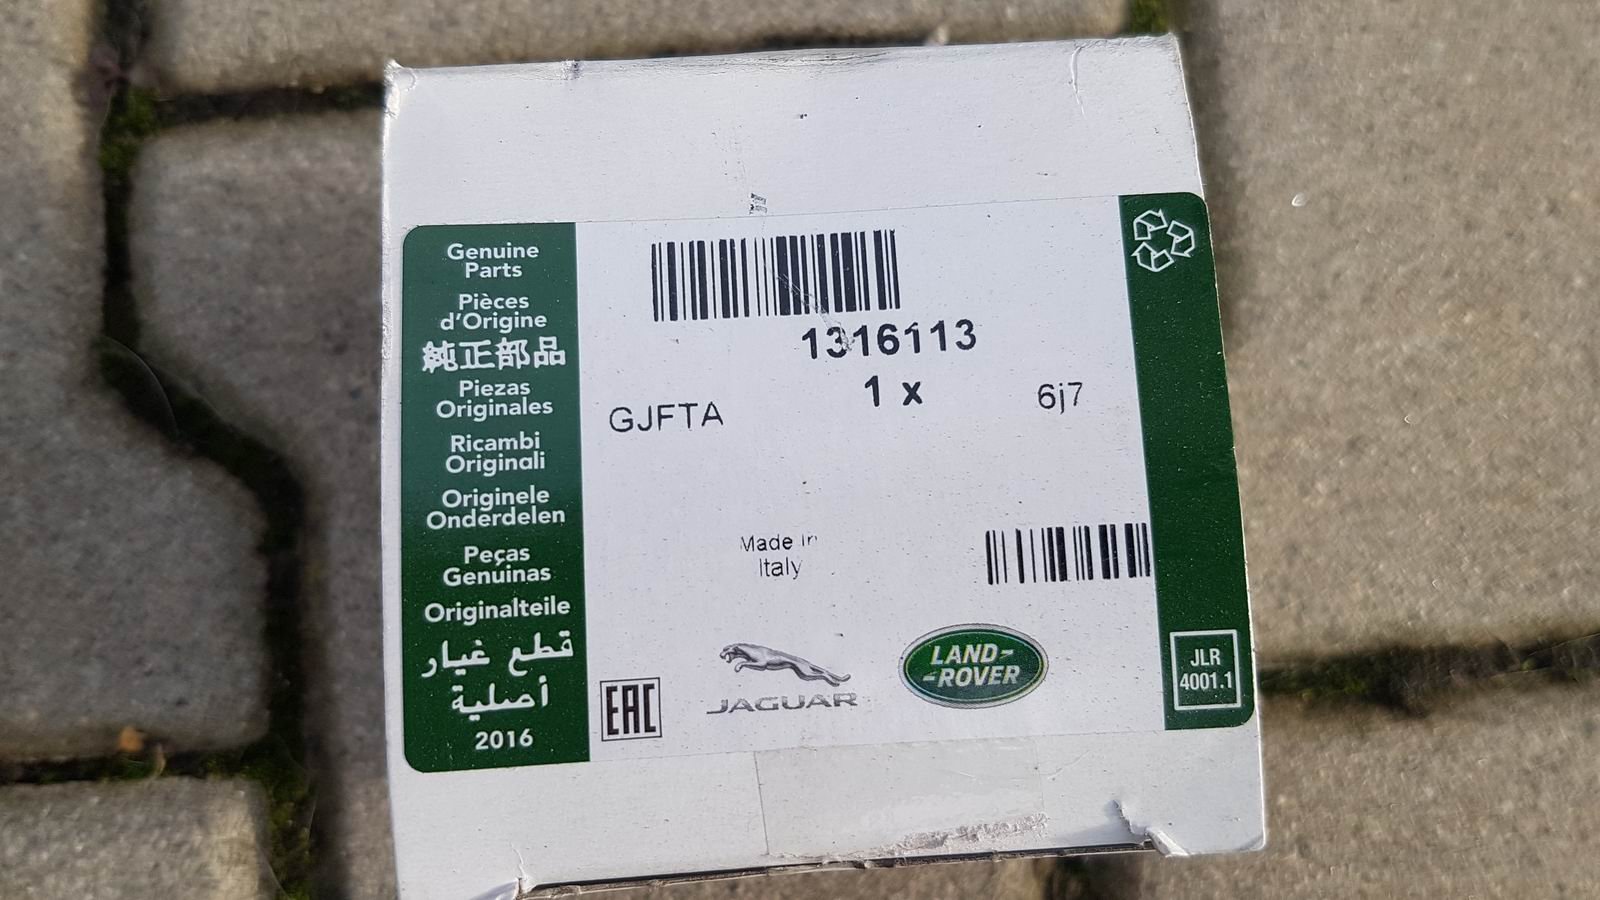 Genuine
Parts
Pièces
d'Origine
純正部品
Piezas
Originales
Ricambi
Originali
Originele
Onderdelen
Peças
Genuínas
Originalteile
قطع غيار
أصلية
2016
1316113
1 x
GJFTA
6j7
Made in
Italy
EAC
JAGUAR
LAND-
-ROVER
JLR
4001.1